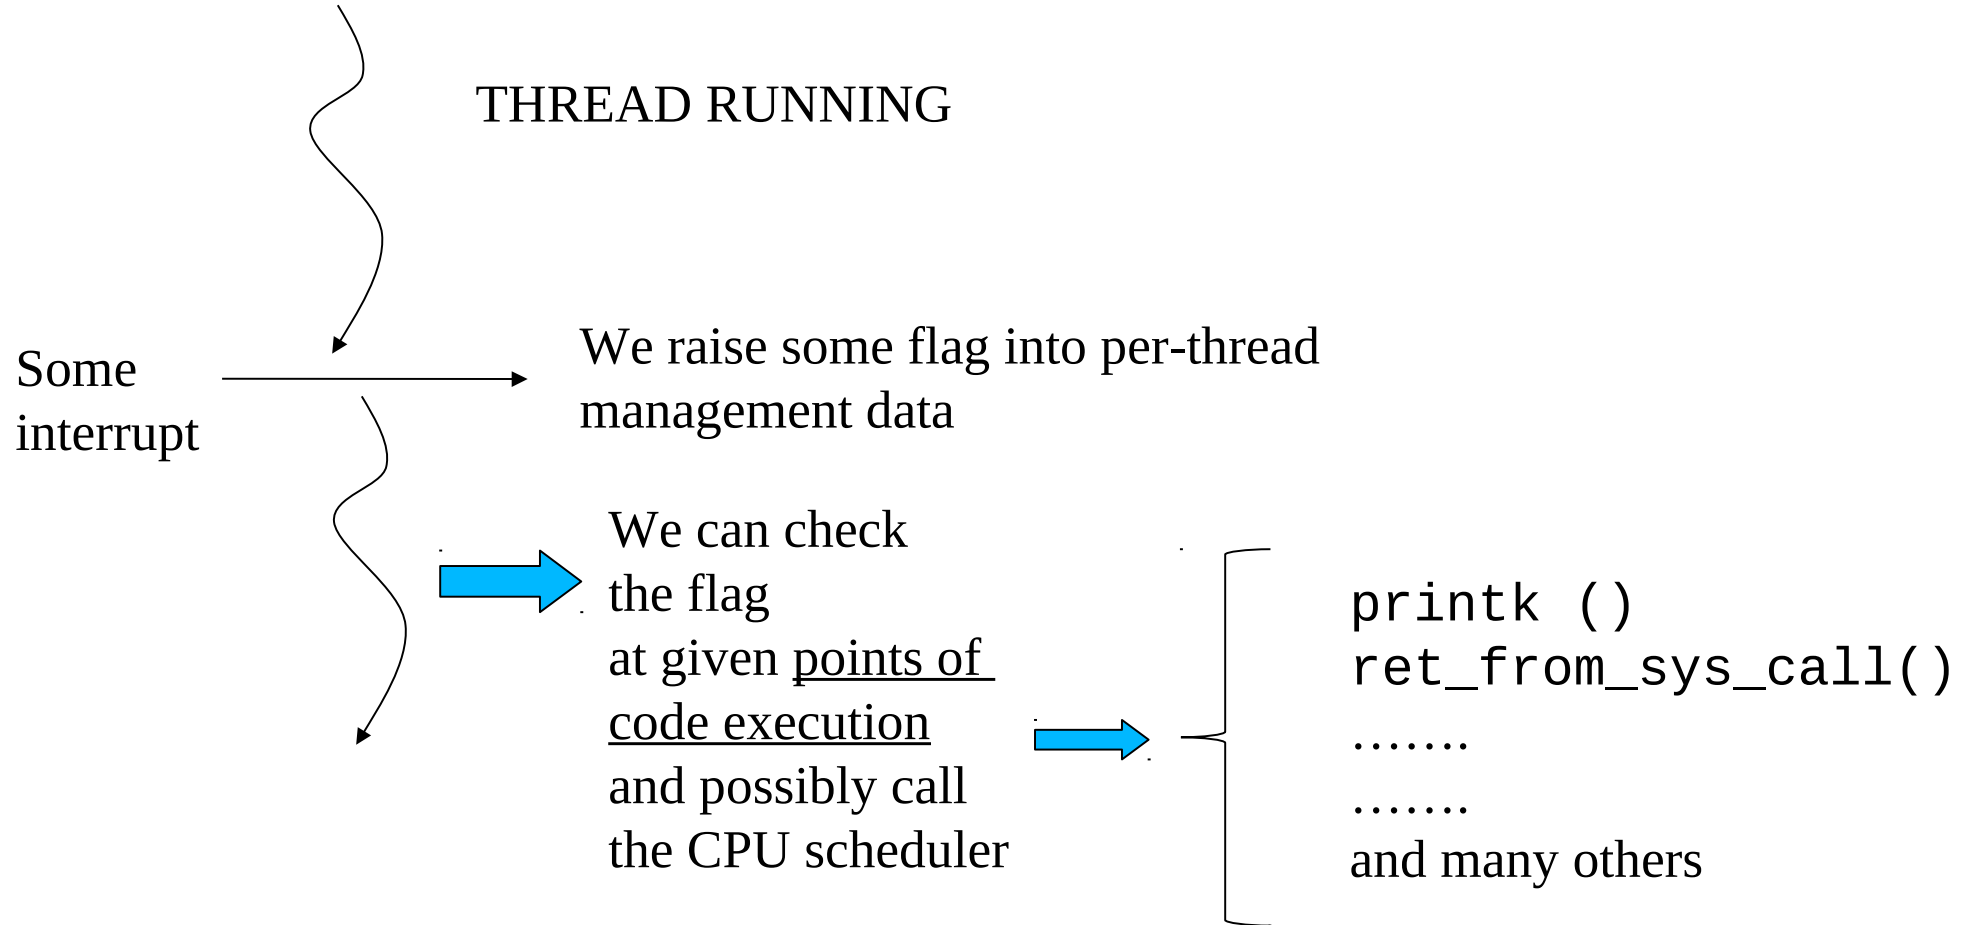 THREAD RUNNING
Some
interrupt
We raise some flag into per-thread
management data
We can check
the flag
at given points of
code execution
and possibly call
the CPU scheduler
printk ()
ret_from_sys_call()
…….
…….
and many others